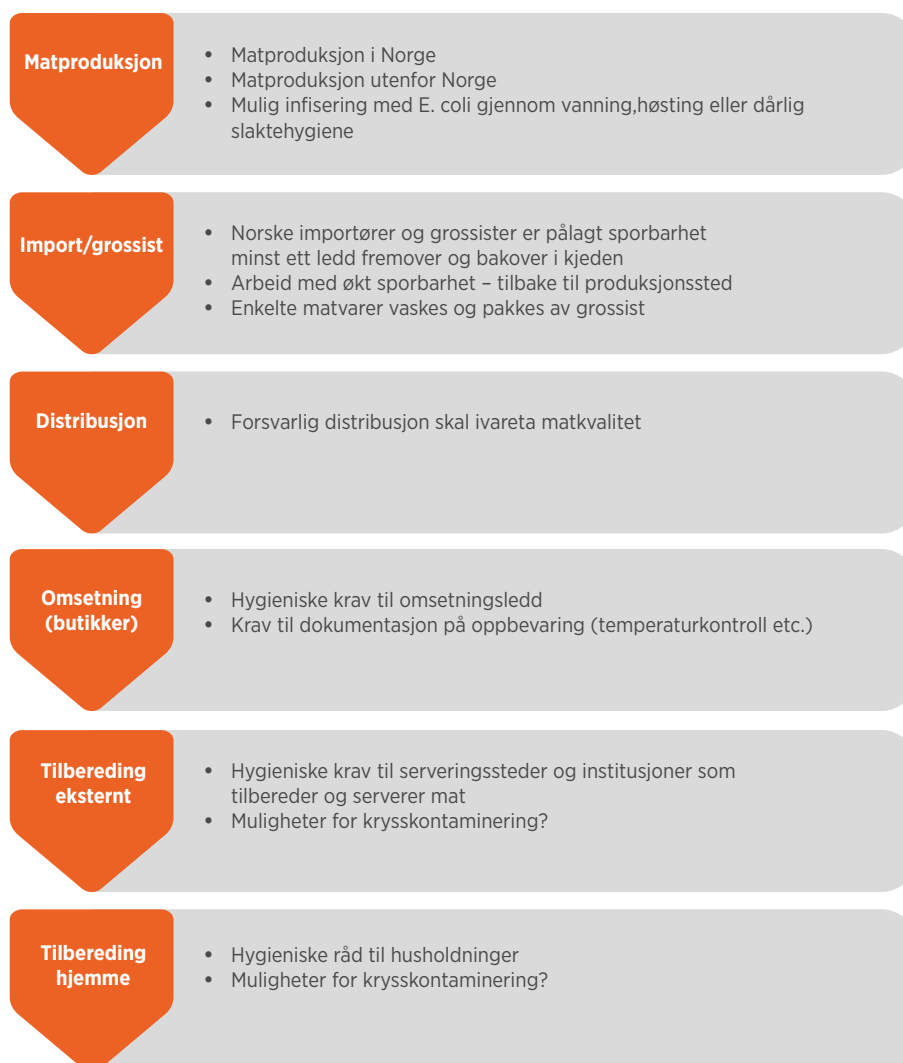 Matproduksjon
• Matproduksjon i Norge
• Matproduksjon utenfor Norge
• Mulig infisering med E. coli gjennom vanning,høsting eller dårlig
slaktehygiene
Import/grossist
• Norske importører og grossister er pålagt sporbarhet
minst ett ledd fremover og bakover i kjeden
• Arbeid med økt sporbarhet – tilbake til produksjonssted
• Enkelte matvarer vaskes og pakkes av grossist
Distribusjon
• Forsvarlig distribusjon skal ivareta matkvalitet
Omsetning
(butikker)
• Hygieniske krav til omsetningsledd
• Krav til dokumentasjon på oppbevaring (temperaturkontroll etc.)
Tilbereding
eksternt
• Hygieniske krav til serveringssteder og institusjoner som
tilbereder og serverer mat
• Muligheter for krysskontaminering?
Tilbereding
hjemme
• Hygieniske råd til husholdninger
• Muligheter for krysskontaminering?